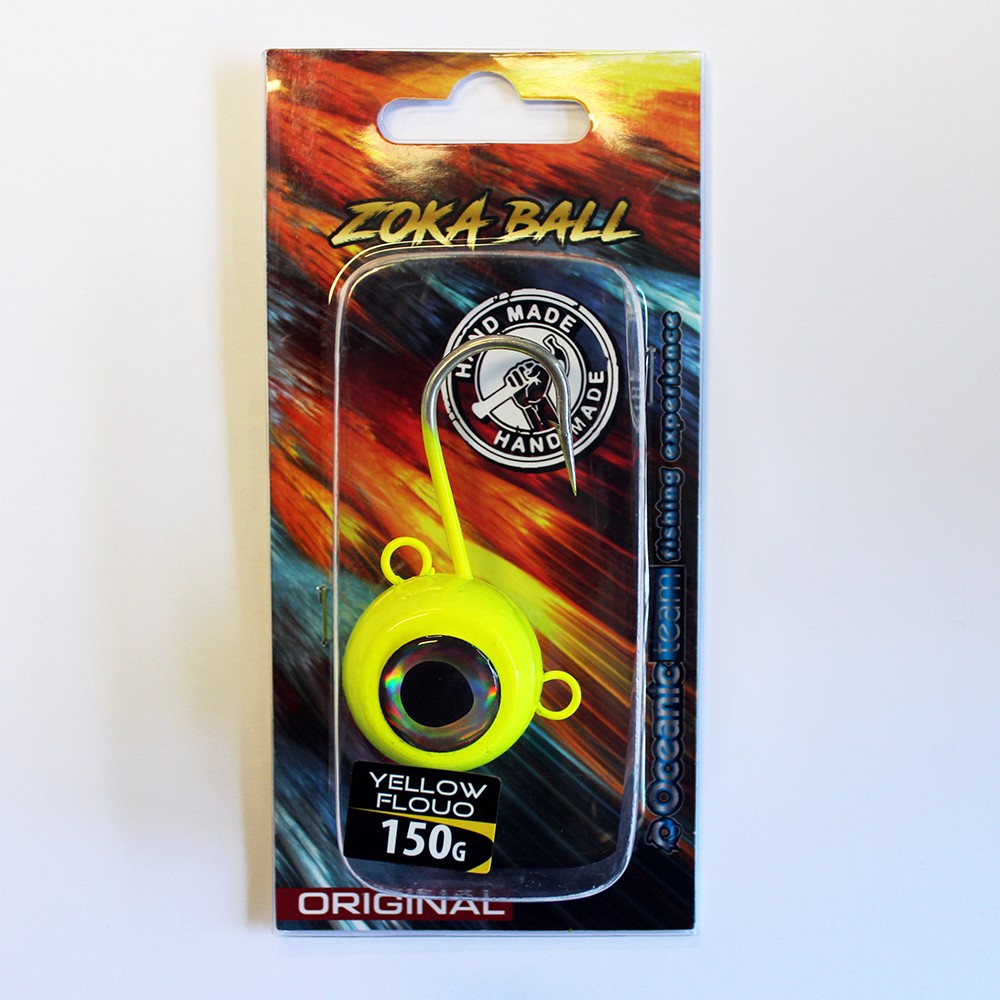 ZOKA BALL
HAND MADE
HAND MADE
oceanic team fishing experience
YELLOW
FLOUO
150G
ORIGINAL